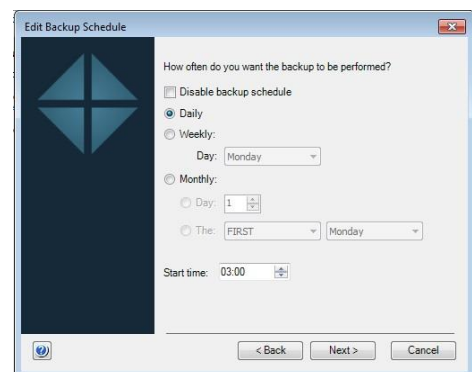 Edit Backup Schedule
How often do you want the backup to be performed?
Disable backup schedule
Daily
Weekly:
Day: Monday
Monthly:
Day: 1
The: FIRST Monday
Start time: 03:00
< Back Next > Cancel